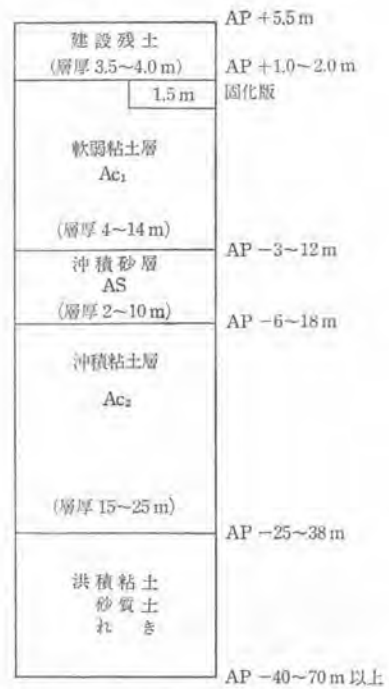 AP +5.5 m
建設残土
(層厚 3.5~4.0 m)
AP +1.0~2.0 m
1.5 m
固化版
軟弱粘土層
Ac₁
(層厚 4~14 m)
AP -3~12 m
沖積砂層
AS
(層厚 2~10 m)
AP -6~18 m
沖積粘土層
Ac₂
(層厚 15~25 m)
AP -25~38 m
洪積粘土
砂質土
れき
AP -40~70 m 以上